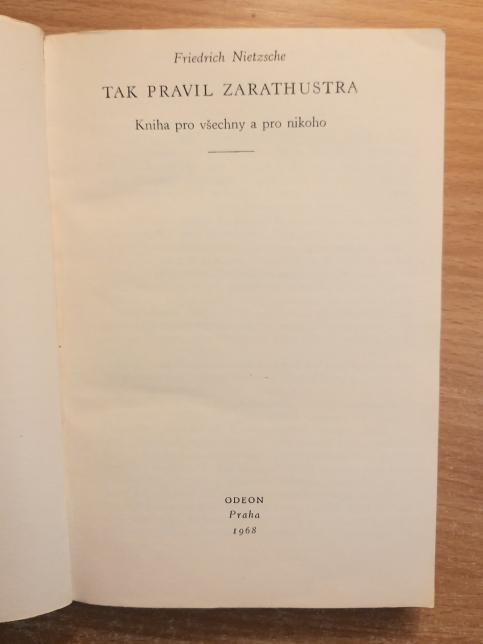 Friedrich Nietzsche
TAK PRAVIL ZARATHUSTRA
Kniha pro všechny a pro nikoho
ODEON
Praha
1968